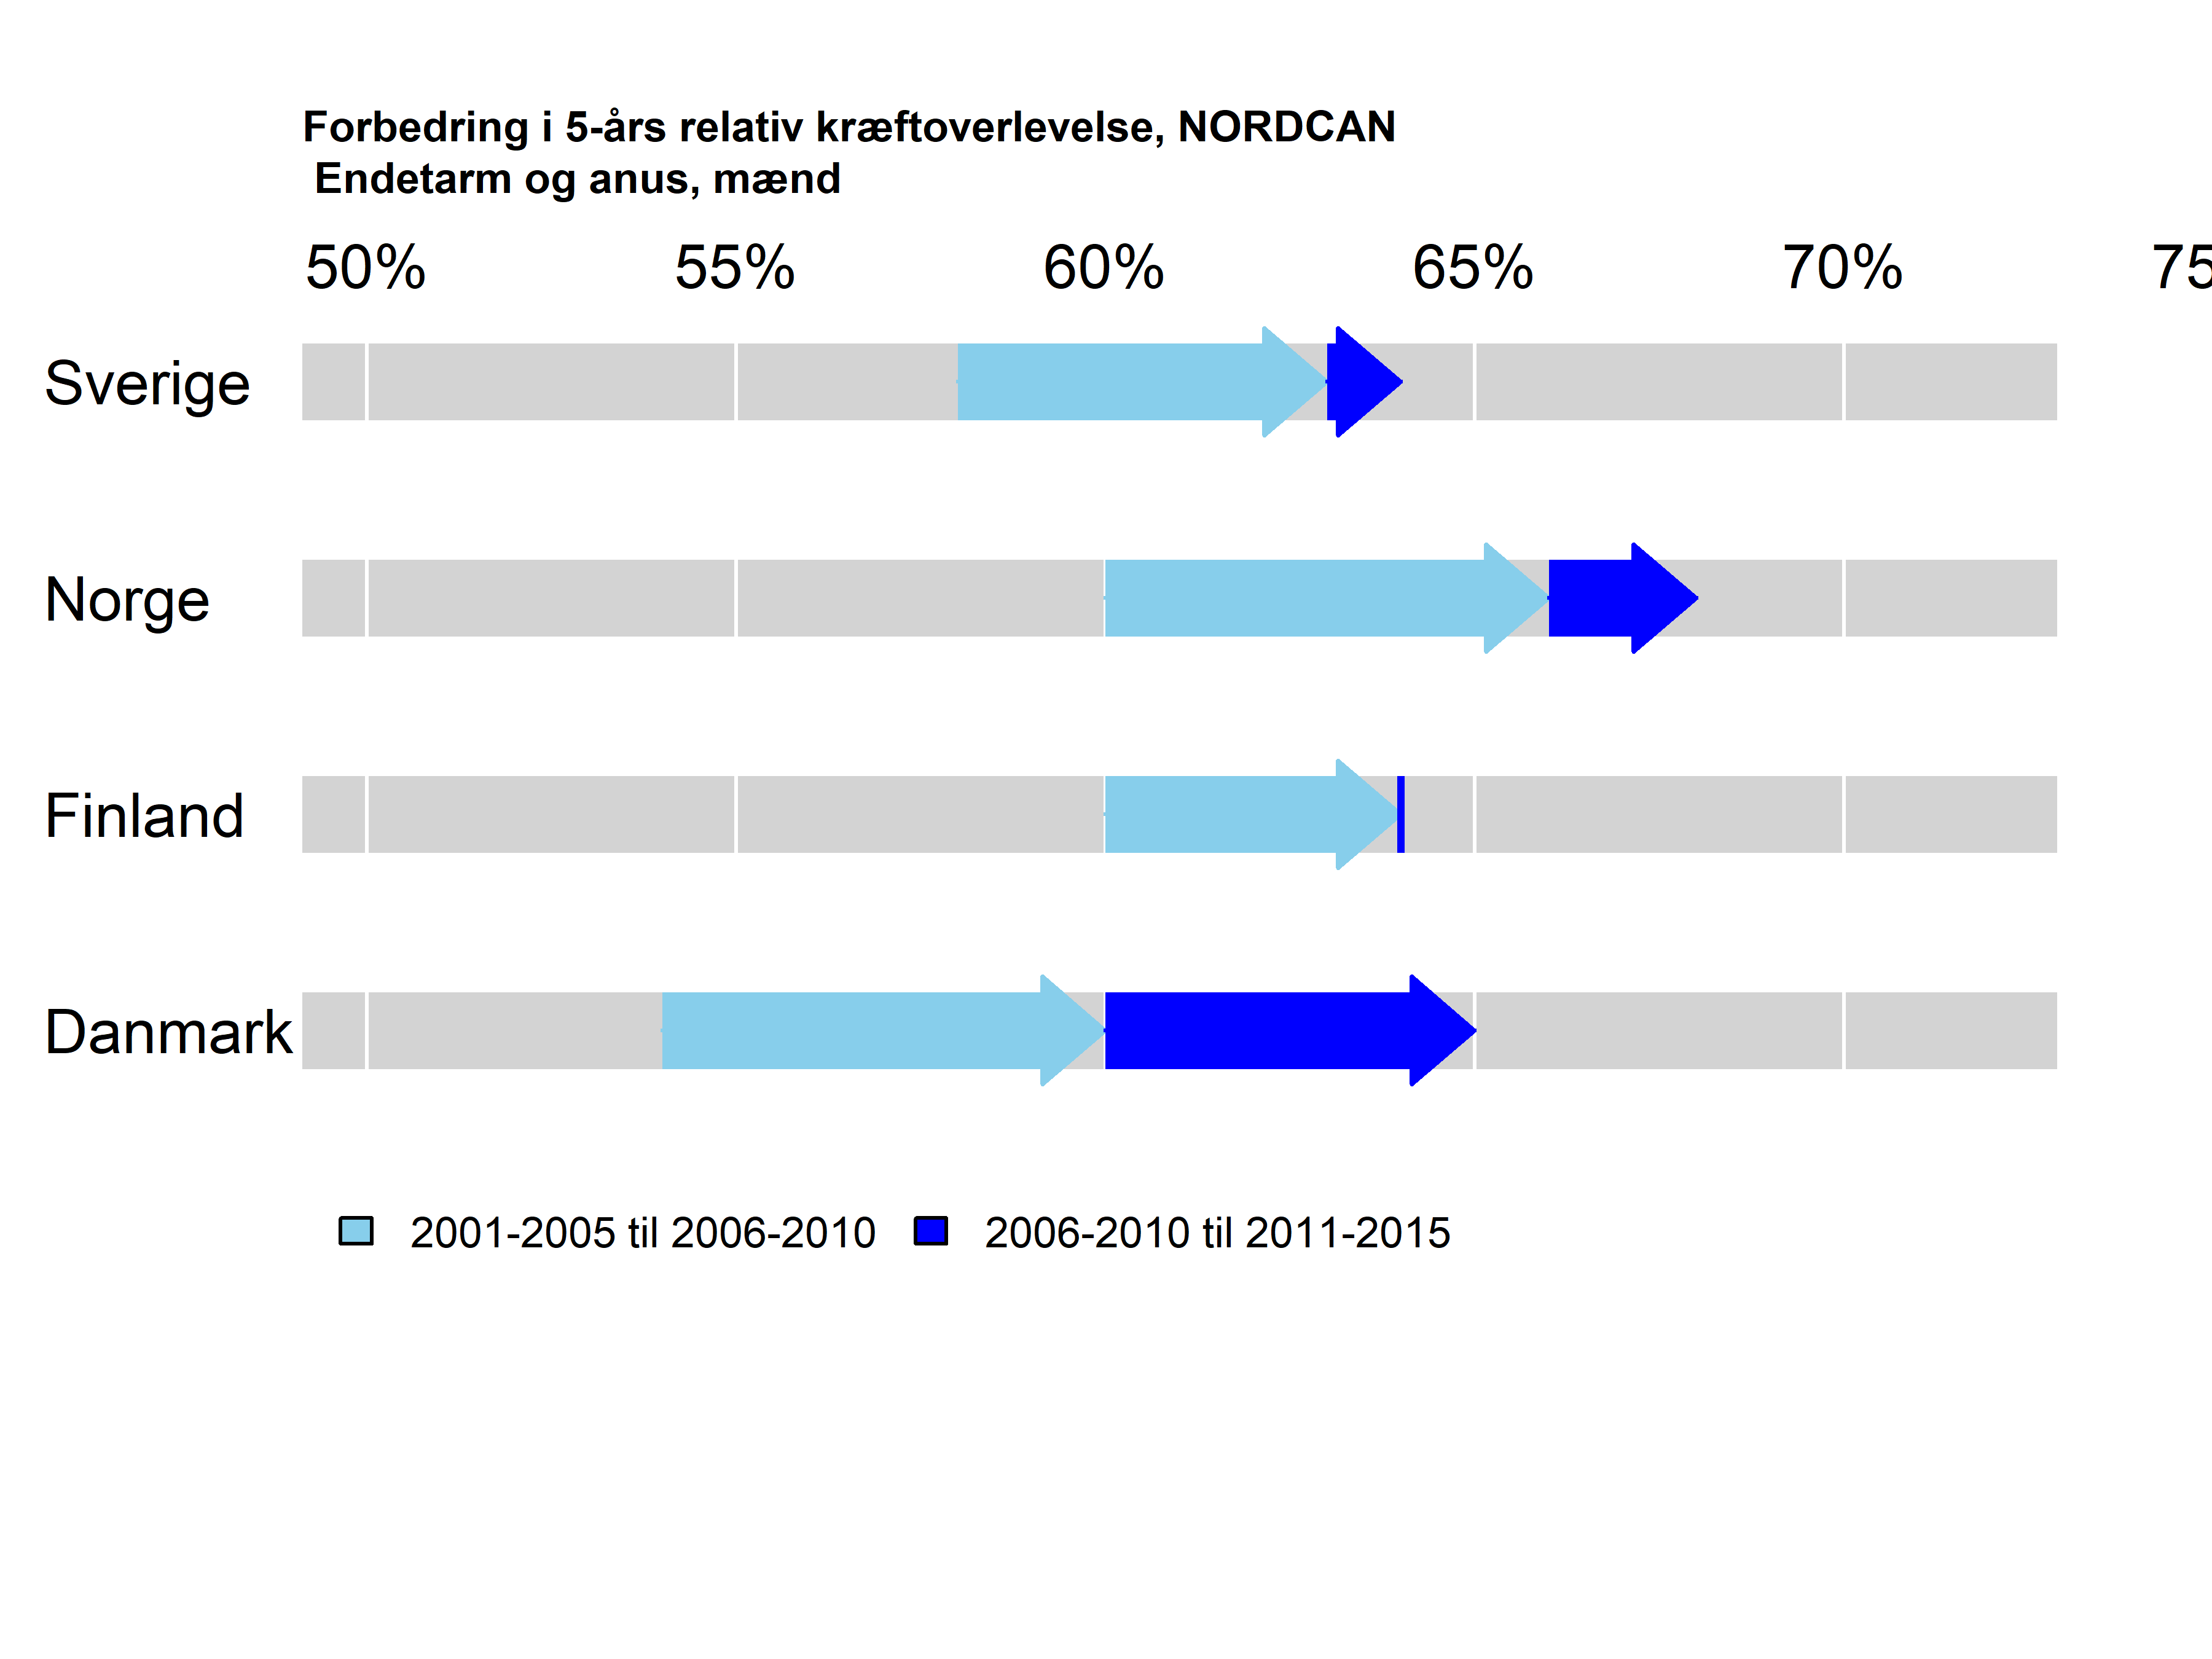 Forbedring i 5-års relativ kræftoverlevelse, NORDCAN
Endetarm og anus, mænd
50% 55% 60% 65% 70% 75
Sverige
Norge
Finland
Danmark
2001-2005 til 2006-2010 2006-2010 til 2011-2015